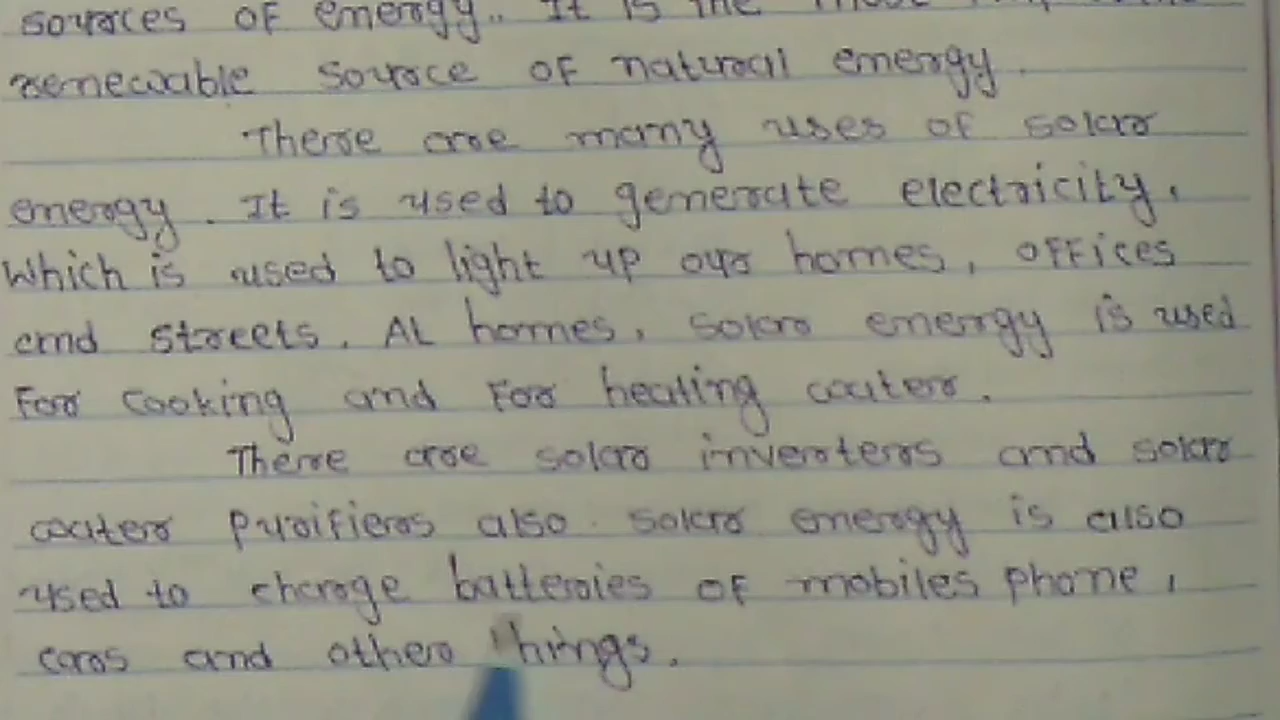 sources of energy.. It is the most
renewable source of natural energy.
There are many uses of solar
energy. It is used to generate electricity,
which is used to light up our homes, offices
and streets. At homes, solar energy is used
for cooking and for heating water.
There are solar inverters and solar
water purifiers also. solar energy is also
used to charge batteries of mobiles phone,
cars and other things.